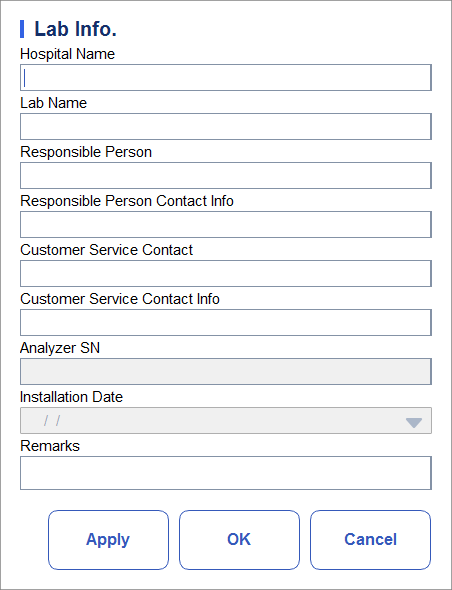 Lab Info.
Hospital Name
Lab Name
Responsible Person
Responsible Person Contact Info
Customer Service Contact
Customer Service Contact Info
Analyzer SN
Installation Date
/ /
Remarks
Apply OK Cancel